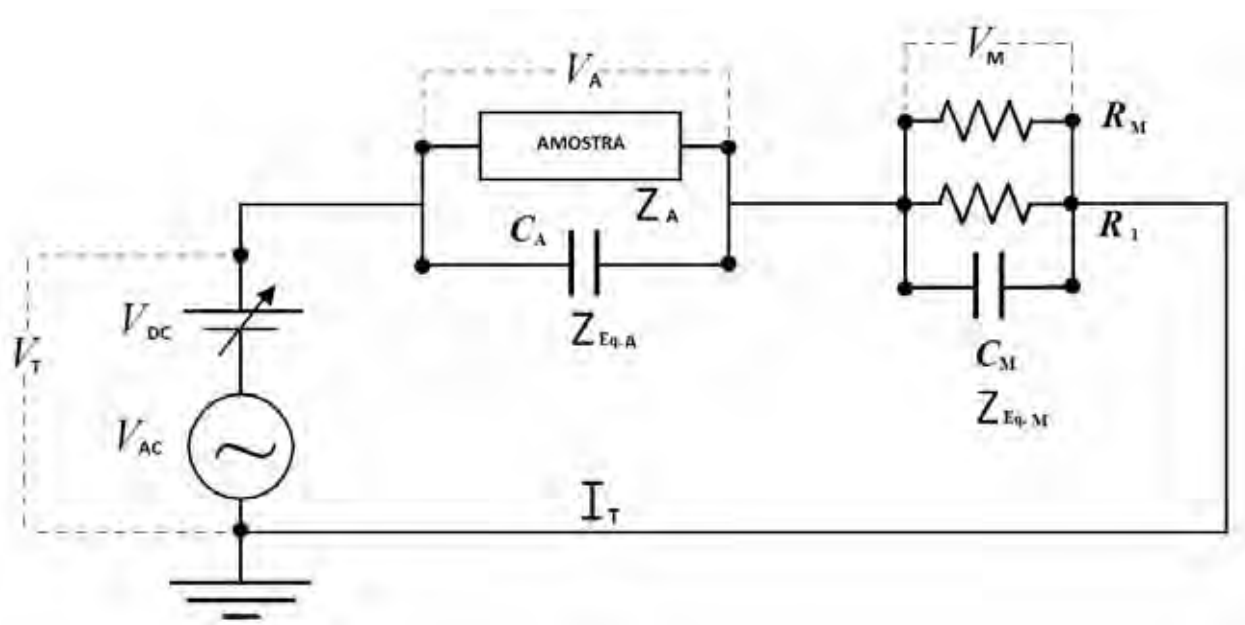 V_A
V_M
AMOSTRA
R_M
Z_A
C_A
R_1
Z_Eq.A
V_DC
V_T
C_M
Z_Eq.M
V_AC
I_T